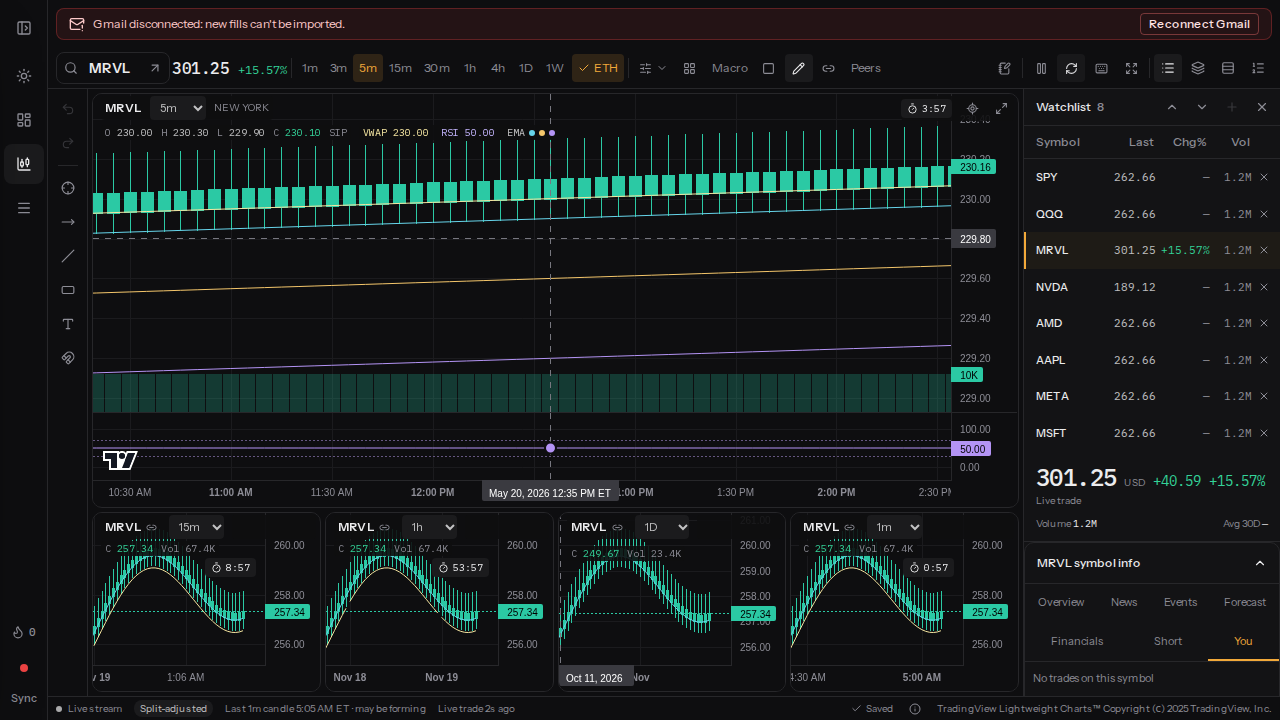 Gmail disconnected: new fills can't be imported. Reconnect Gmail
MRVL 301.25 +15.57% 1m 3m 5m 15m 30m 1h 4h 1D 1W ETH Macro Peers
MRVL 5m NEW YORK 3:57
O 230.00 H 230.30 L 229.90 C 230.10 SIP VWAP 230.00 RSI 50.00 EMA
230.16
230.00
229.80
229.60
229.40
229.20
10K
229.00
100.00
50.00
0.00
10:30 AM 11:00 AM 11:30 AM 12:00 PM May 20, 2026 12:35 PM ET 1:00 PM 1:30 PM 2:00 PM 2:30 PM
MRVL 15m
C 257.34 Vol 67.4K
8:57
260.00
258.00
257.34
256.00
v 19 1:06 AM
MRVL 1h
C 257.34 Vol 67.4K
53:57
260.00
258.00
257.34
256.00
Nov 18 Nov 19
MRVL 1D
C 249.67 Vol 23.4K
260.00
259.00
258.00
257.34
257.00
256.00
Oct 11, 2026 Nov
MRVL 1m
C 257.34 Vol 67.4K
0:57
260.00
258.00
257.34
256.00
4:30 AM 5:00 AM
Watchlist 8
Symbol Last Chg% Vol
SPY 262.66 – 1.2M
QQQ 262.66 – 1.2M
MRVL 301.25 +15.57% 1.2M
NVDA 189.12 – 1.2M
AMD 262.66 – 1.2M
AAPL 262.66 – 1.2M
META 262.66 – 1.2M
MSFT 262.66 – 1.2M
301.25 USD +40.59 +15.57%
Live trade
Volume 1.2M Avg 30D –
MRVL symbol info
Overview News Events Forecast
Financials Short You
No trades on this symbol
0
Sync
Live stream Split-adjusted Last 1m candle 5:05 AM ET · may be forming Live trade 2s ago Saved TradingView Lightweight Charts™ Copyright (c) 2025 TradingView, Inc.